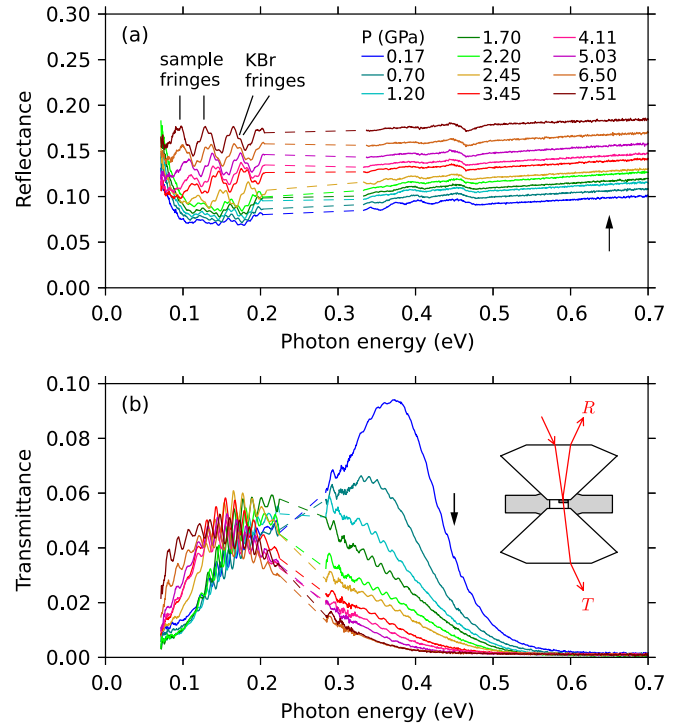 (a)
sample fringes
KBr fringes
P (GPa)
0.17
0.70
1.20
1.70
2.20
2.45
3.45
4.11
5.03
6.50
7.51
0.30
0.25
0.20
0.15
0.10
0.05
0.00
Reflectance
0.0 0.1 0.2 0.3 0.4 0.5 0.6 0.7
Photon energy (eV)
(b)
R
T
0.10
0.08
0.06
0.04
0.02
0.00
Transmittance
0.0 0.1 0.2 0.3 0.4 0.5 0.6 0.7
Photon energy (eV)